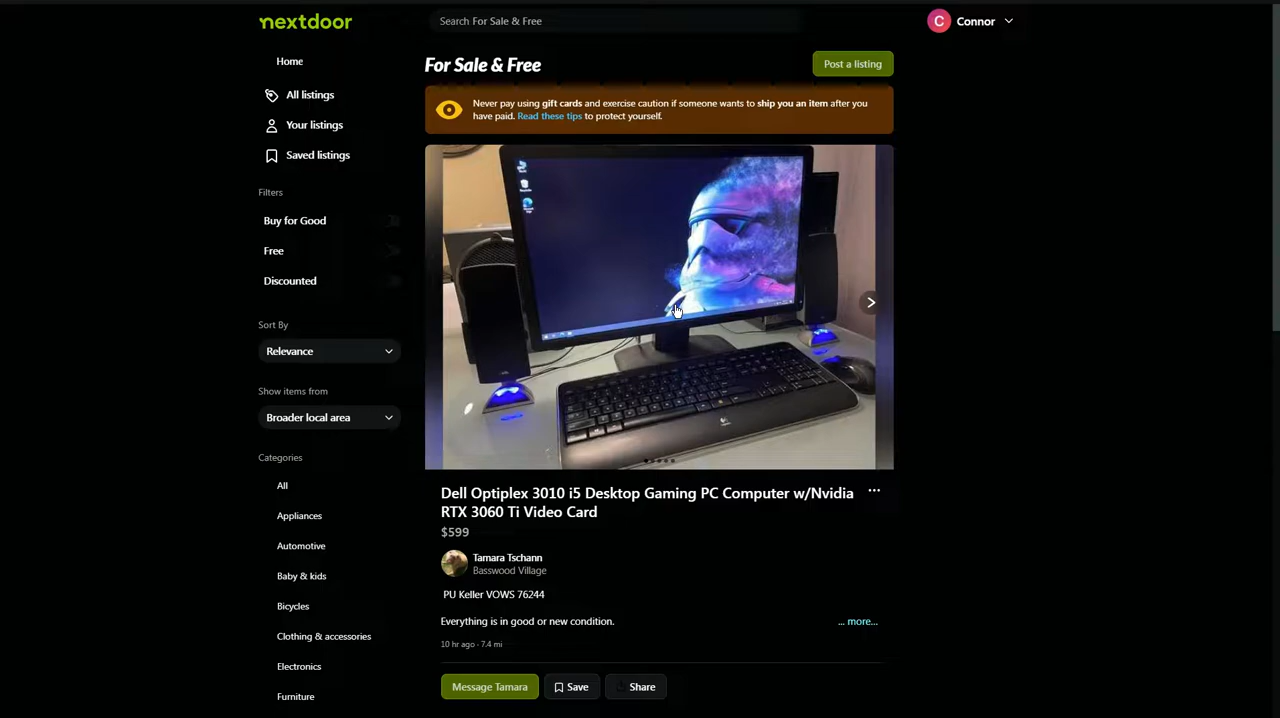 nextdoor
Search For Sale & Free
C
Connor
Home
All listings
Your listings
Saved listings
Filters
Buy for Good
Free
Discounted
Sort By
Relevance
Show items from
Broader local area
Categories
All
Appliances
Automotive
Baby & kids
Bicycles
Clothing & accessories
Electronics
Furniture
For Sale & Free
Post a listing
Never pay using gift cards and exercise caution if someone wants to ship you an item after you
have paid. Read these tips to protect yourself.
Dell Optiplex 3010 i5 Desktop Gaming PC Computer w/Nvidia
RTX 3060 Ti Video Card
$599
Tamara Tschann
Basswood Village
PU Keller VOWS 76244
Everything is in good or new condition.
... more...
10 hr ago · 7.4 mi
Message Tamara
Save
Share